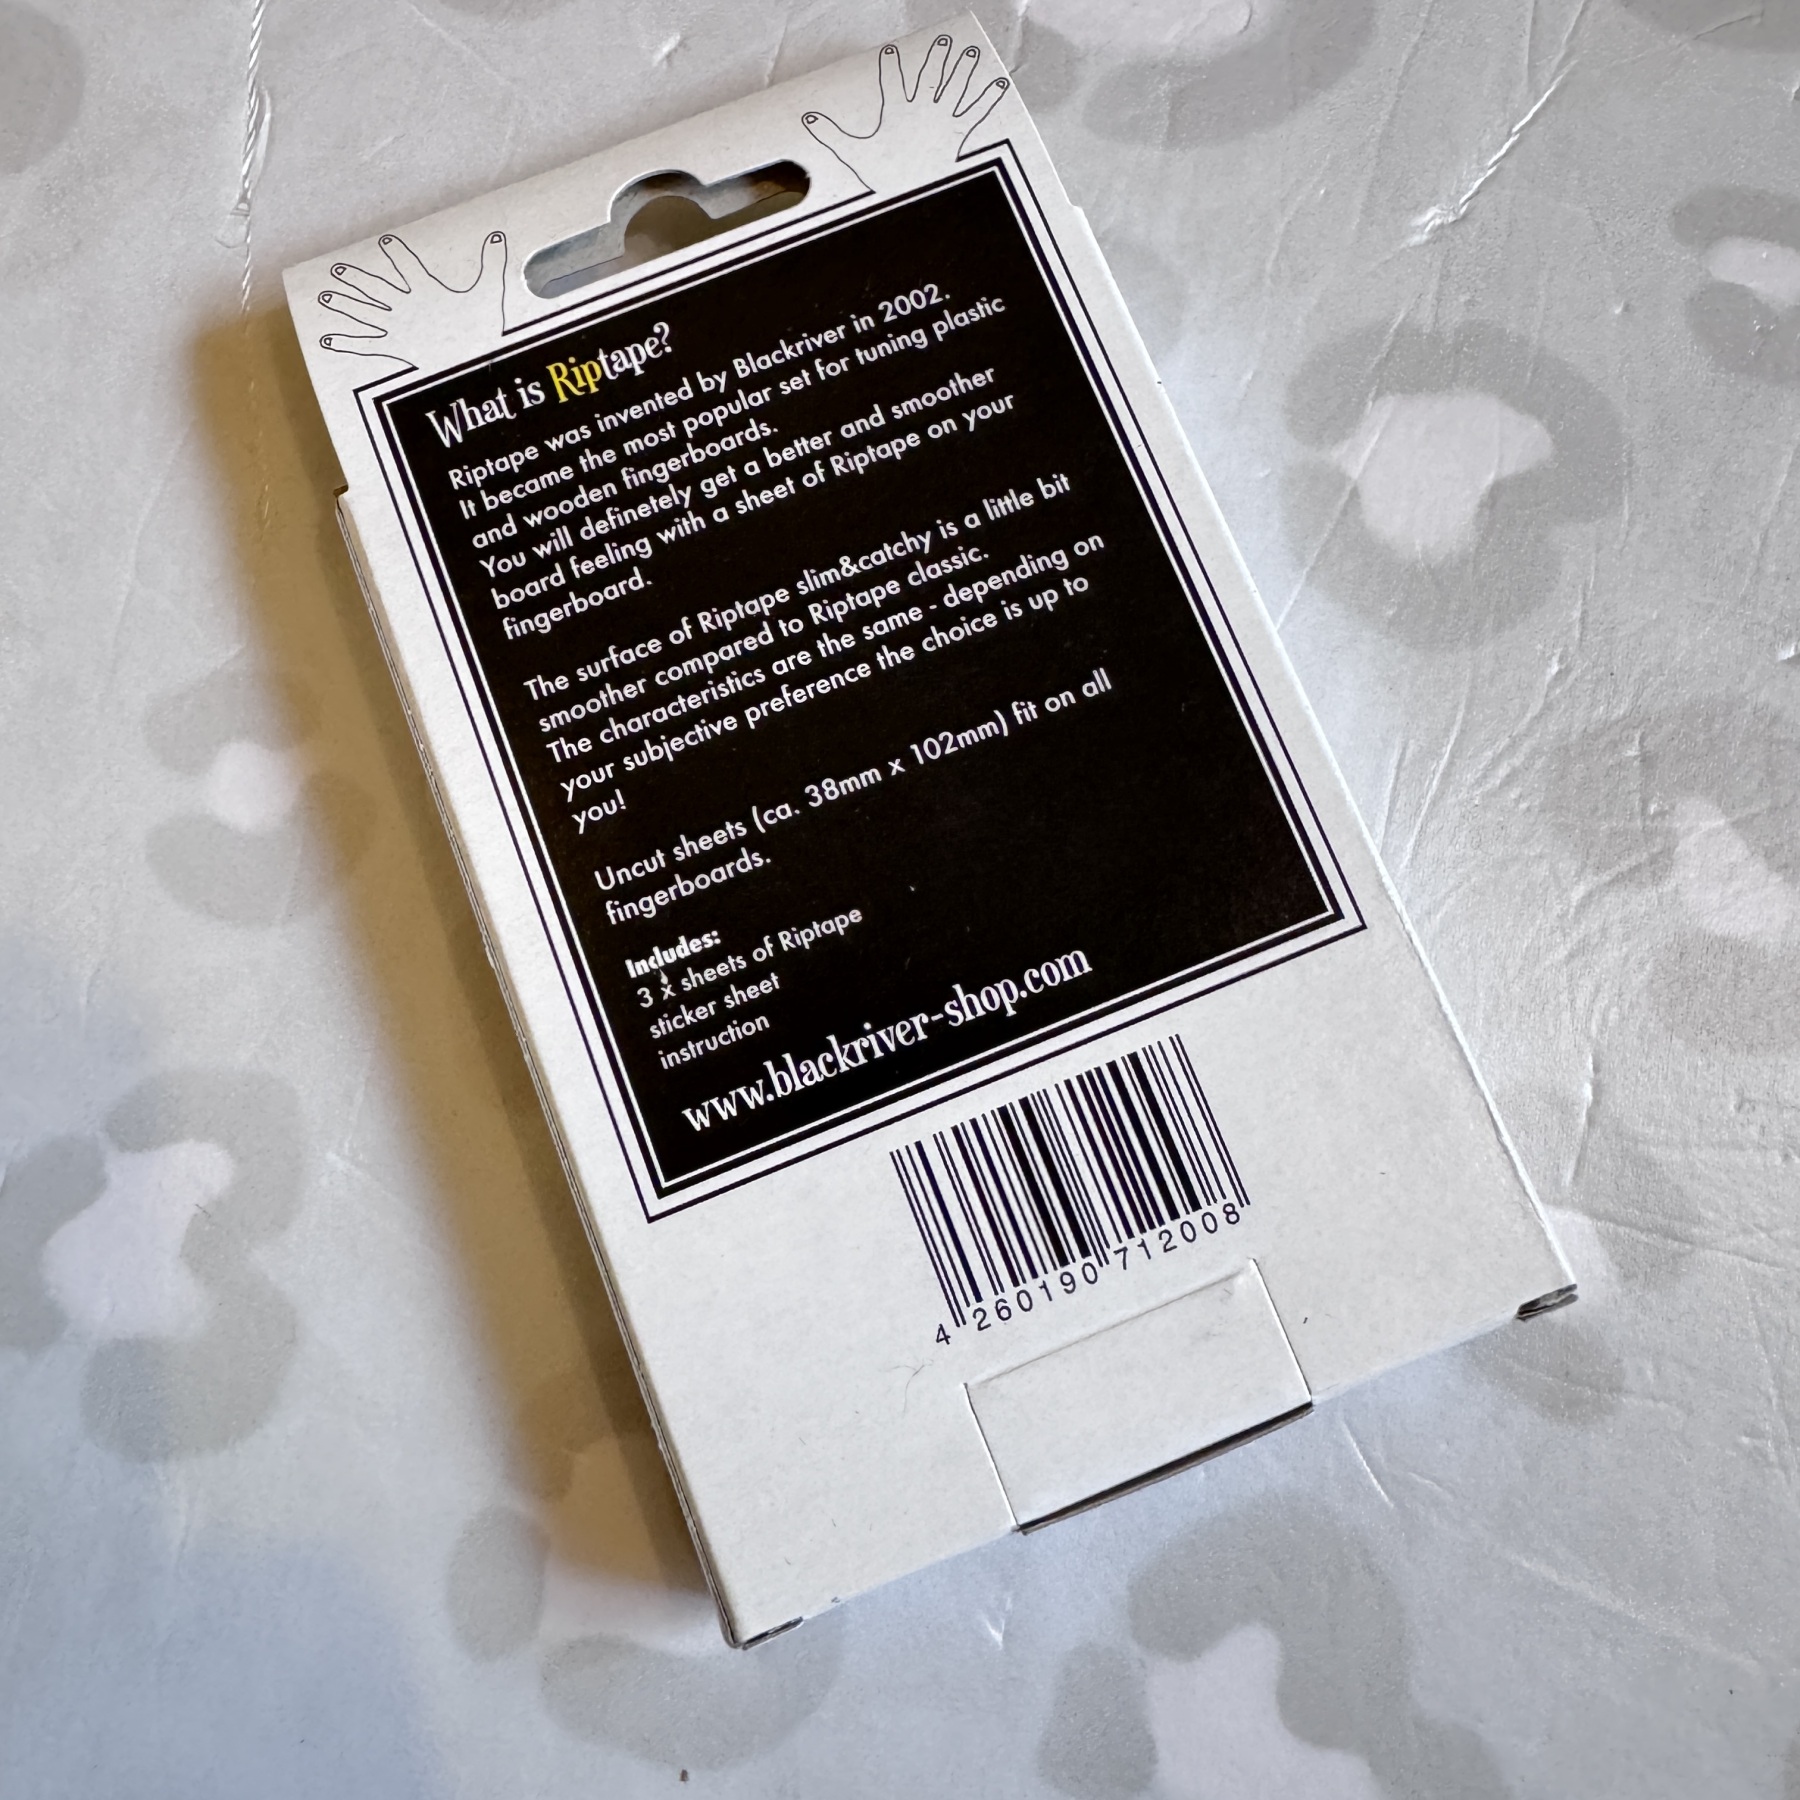 What is Riptape?
Riptape was invented by Blackriver in 2002.
It became the most popular set for tuning plastic
and wooden fingerboards.
You will definetely get a better and smoother
board feeling with a sheet of Riptape on your
fingerboard.
The surface of Riptape slim&catchy is a little bit
smoother compared to Riptape classic.
The characteristics are the same - depending on
your subjective preference the choice is up to
you!
Uncut sheets (ca. 38mm x 102mm) fit on all
fingerboards.
Includes:
3 x sheets of Riptape
sticker sheet
instruction
www.blackriver-shop.com
4 260190 712008